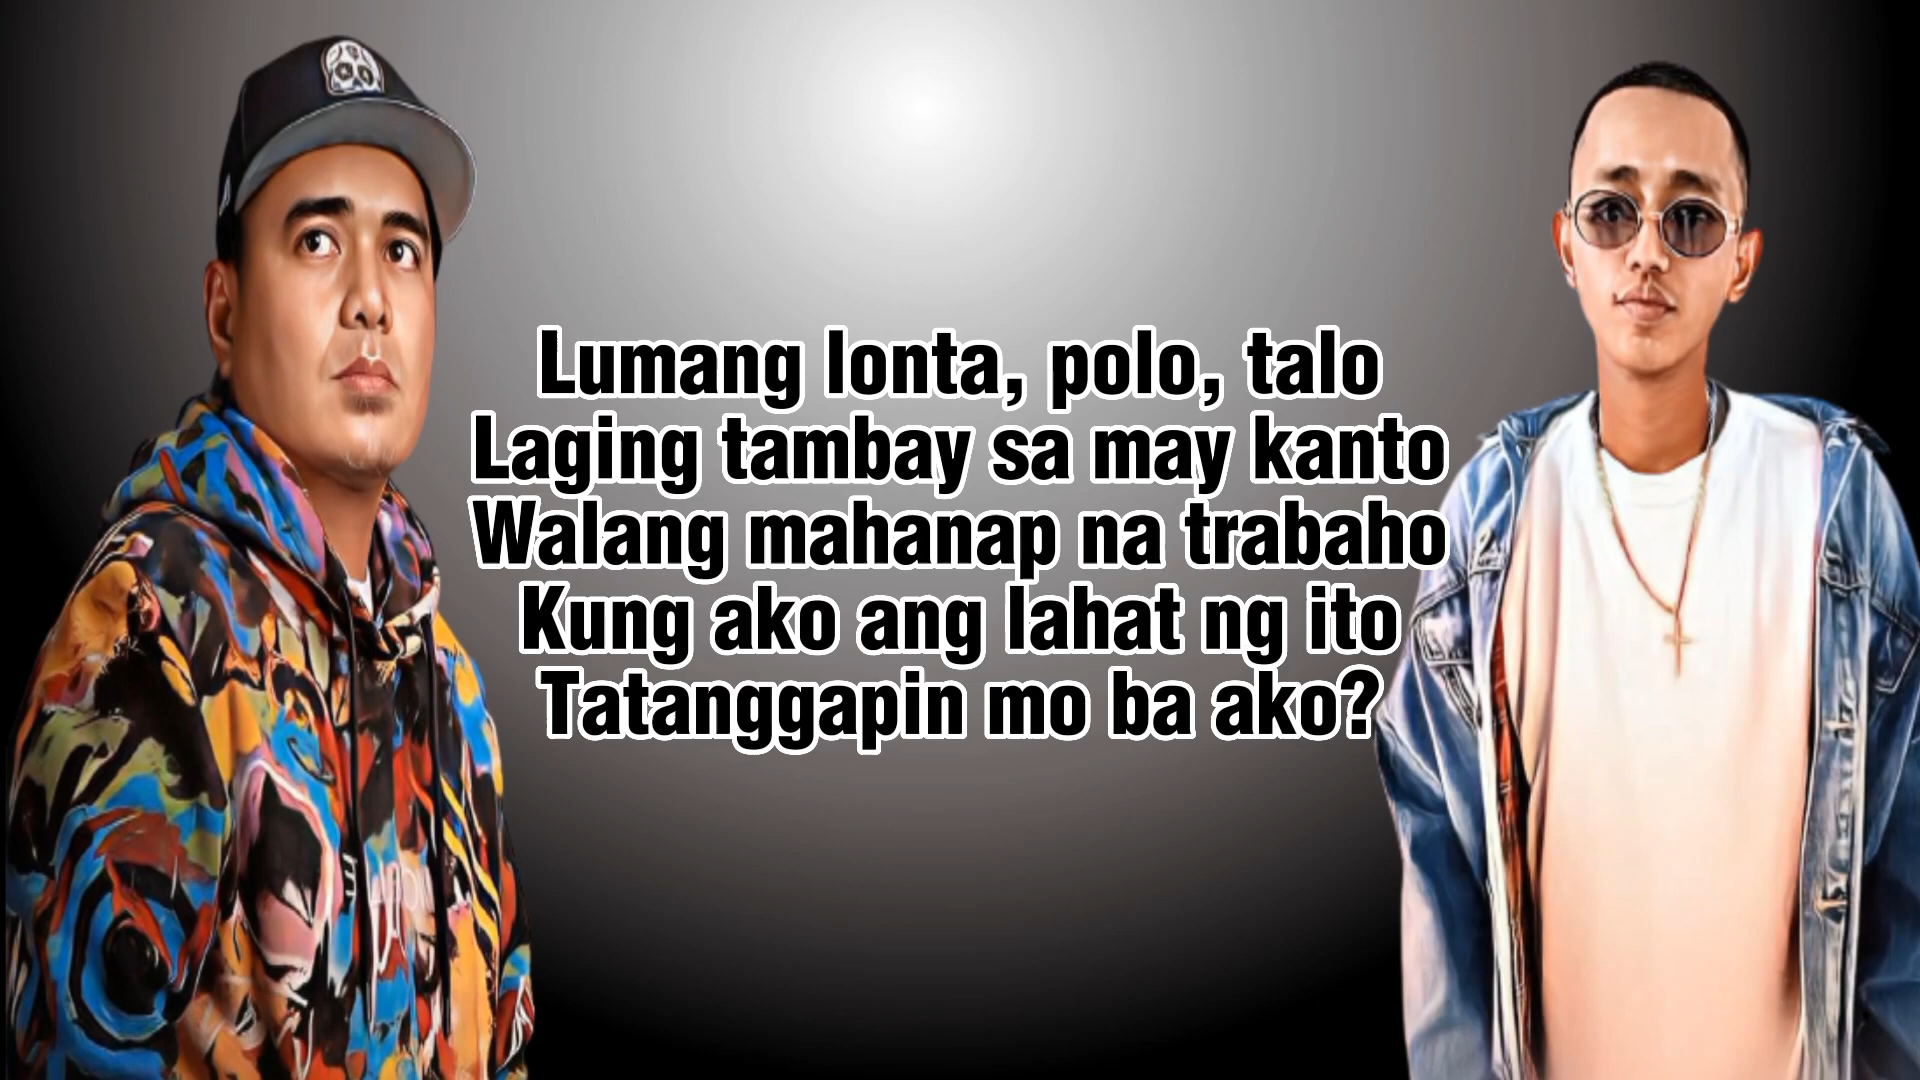 Lumang lonta, polo, talo
Laging tambay sa may kanto
Walang mahanap na trabaho
Kung ako ang lahat ng ito
Tatanggapin mo ba ako?